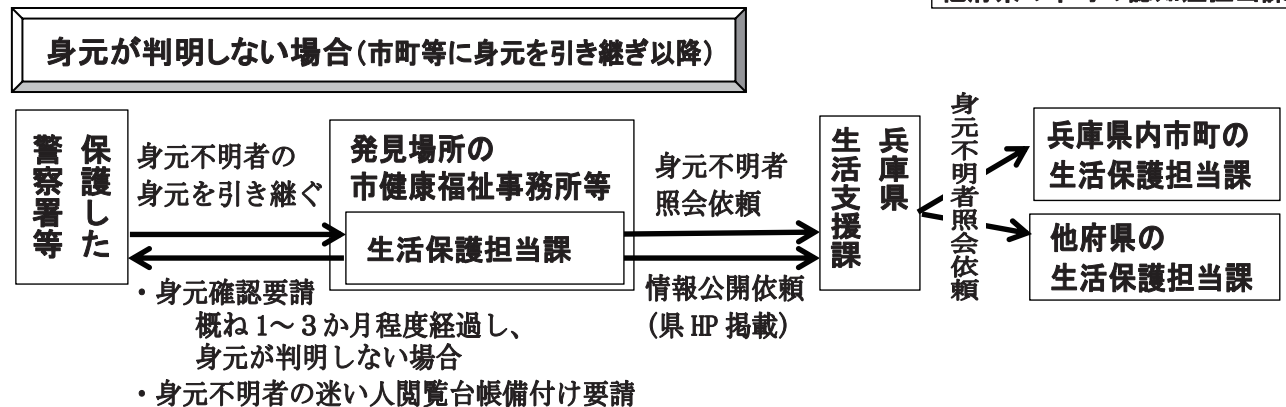 身元が判明しない場合(市町等に身元を引き継ぎ以降)
保護した
警察署等
身元不明者の
身元を引き継ぐ
・身元確認要請
概ね1～3か月程度経過し、
身元が判明しない場合
・身元不明者の迷い人閲覧台帳備付け要請
発見場所の
市健康福祉事務所等
生活保護担当課
身元不明者
照会依頼
情報公開依頼
(県HP掲載)
兵庫県
生活支援課
身元不明者照会依頼
兵庫県内市町の
生活保護担当課
他府県の
生活保護担当課